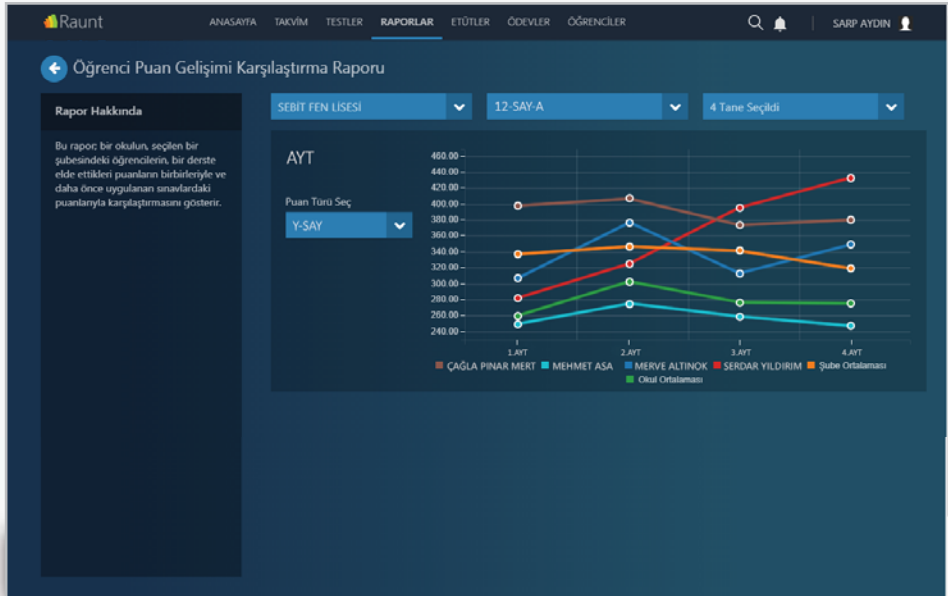 Raunt
ANASAYFA TAKVİM TESTLER RAPORLAR ETÜTLER ÖDEVLER ÖĞRENCİLER
SARP AYDIN
Öğrenci Puan Gelişimi Karşılaştırma Raporu
Rapor Hakkında
Bu rapor; bir okulun, seçilen bir
şubesindeki öğrencilerin, bir derste
elde ettikleri puanların birbirleriyle ve
daha önce uygulanan sınavlardaki
puanlarıyla karşılaştırmasını gösterir.
SEBİT FEN LİSESİ
12-SAY-A
4 Tane Seçildi
AYT
Puan Türü Seç
Y-SAY
460.00
440.00
420.00
400.00
380.00
360.00
340.00
320.00
300.00
280.00
260.00
240.00
1.AYT 2.AYT 3.AYT 4.AYT
ÇAĞLA PINAR MERT MEHMET ASA MERVE ALTINOK SERDAR YILDIRIM Şube Ortalaması
Okul Ortalaması